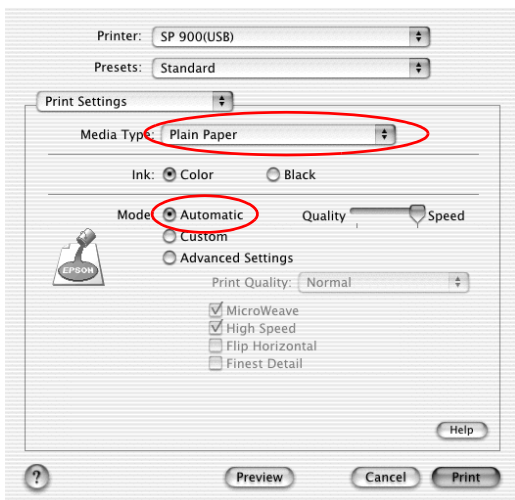 Printer: SP 900(USB)
Presets: Standard
Print Settings
Media Type: Plain Paper
Ink: Color Black
Mode: Automatic Quality Speed
Custom
Advanced Settings
EPSON
Print Quality: Normal
MicroWeave
High Speed
Flip Horizontal
Finest Detail
Help
? Preview Cancel Print